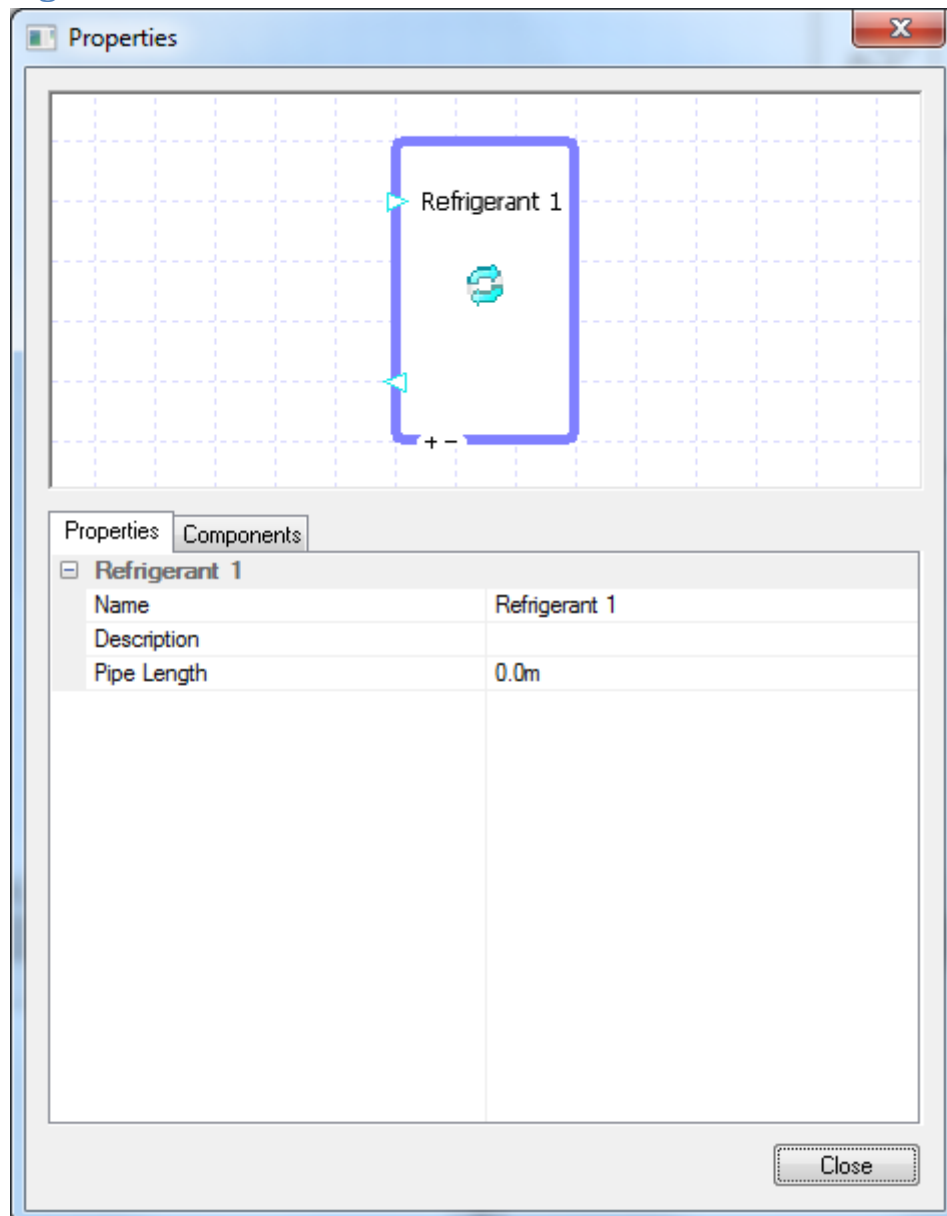 Properties
Refrigerant 1
+ -
Properties Components
Refrigerant 1
Name Refrigerant 1
Description
Pipe Length 0.0m
Close